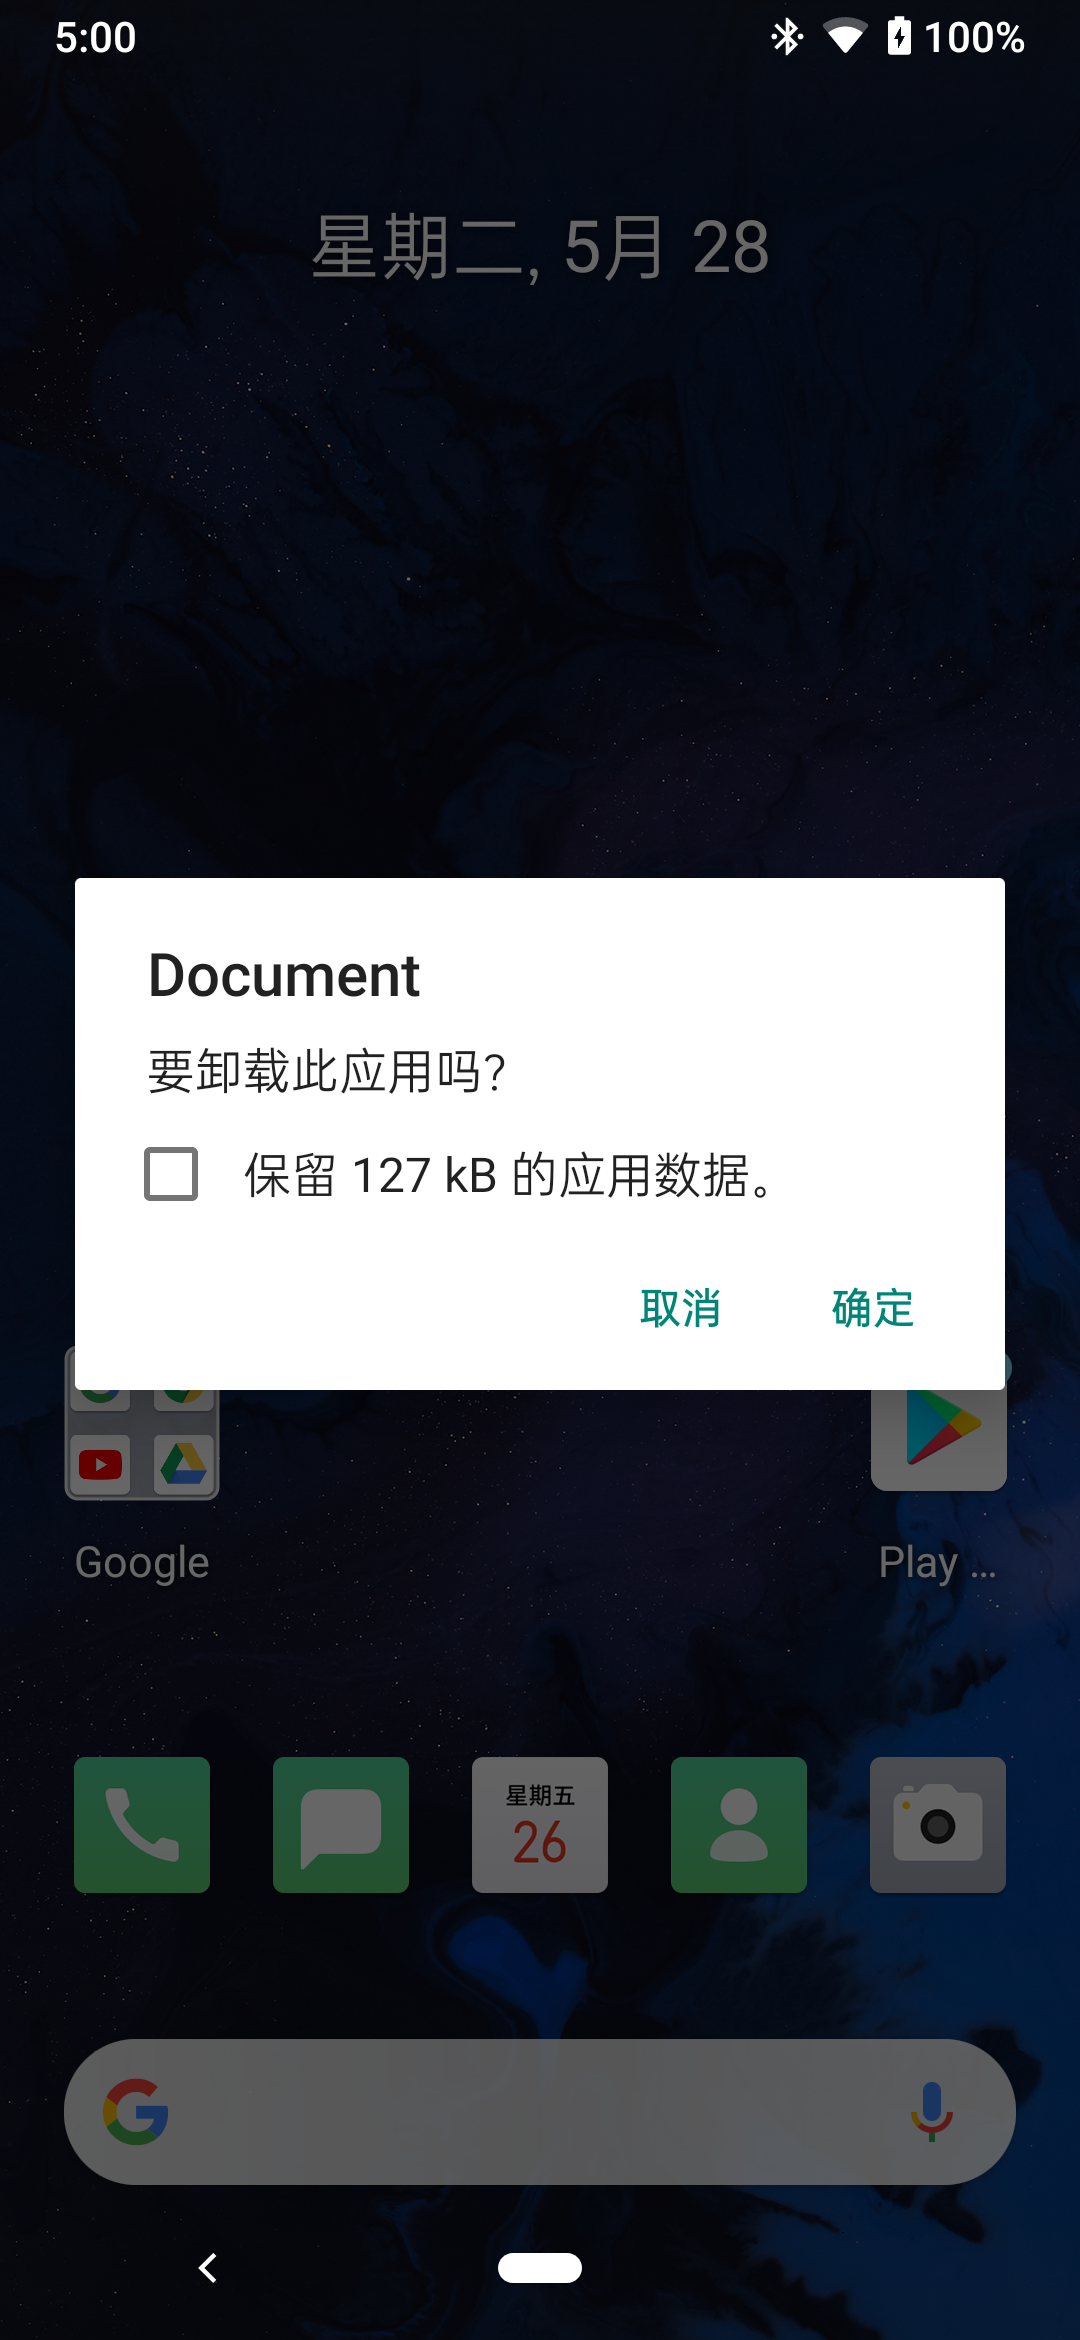 5:00
100%
星期二, 5月 28
Document
要卸载此应用吗？
保留 127 kB 的应用数据。
取消
确定
Google
Play ...
星期五
26